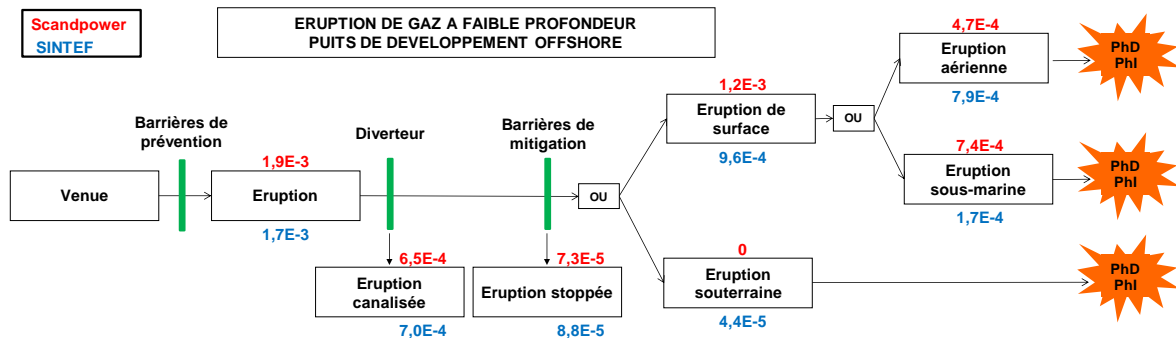 Scandpower
SINTEF
ERUPTION DE GAZ A FAIBLE PROFONDEUR
PUITS DE DEVELOPPEMENT OFFSHORE
4,7E-4
Eruption
aérienne
7,9E-4
PhD
PhI
1,2E-3
Eruption de
surface
9,6E-4
OU
Barrières de
prévention
Diverteur
Barrières de
mitigation
7,4E-4
Eruption
sous-marine
1,7E-4
PhD
PhI
Venue
1,9E-3
Eruption
1,7E-3
OU
6,5E-4
Eruption
canalisée
7,0E-4
7,3E-5
Eruption stoppée
8,8E-5
0
Eruption
souterraine
4,4E-5
PhD
PhI